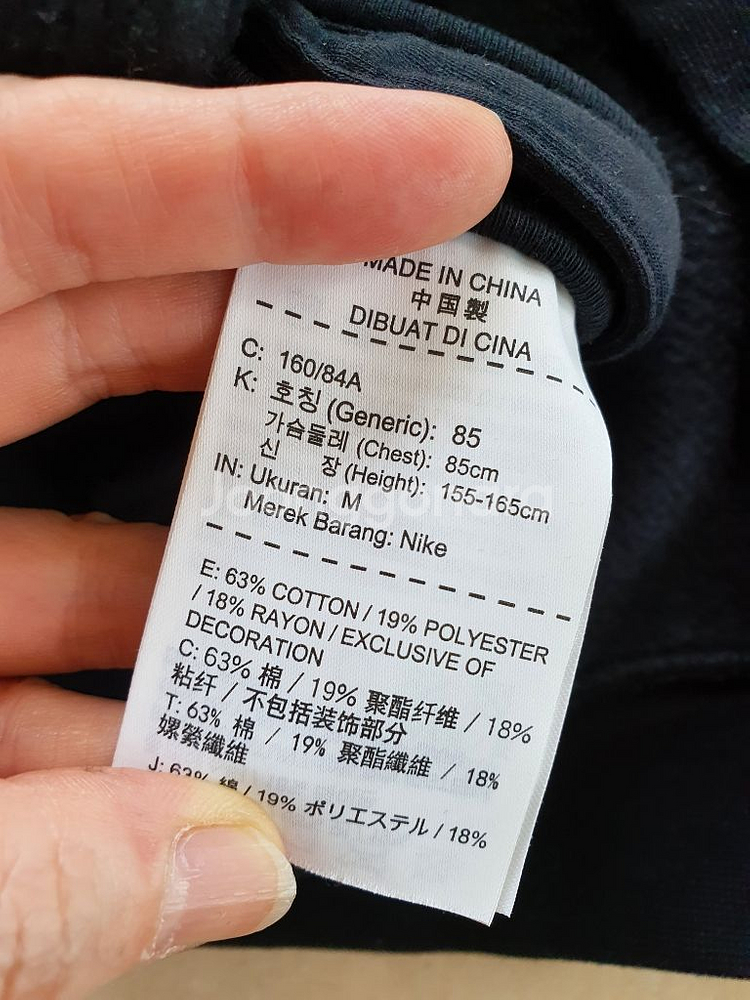 MADE IN CHINA
中国製
DIBUAT DI CINA
C: 160/84A
K: 호칭 (Generic): 85
가슴둘레 (Chest): 85cm
신 장 (Height): 155-165cm
IN: Ukuran: M
Merek Barang: Nike
E: 63% COTTON / 19% POLYESTER
/ 18% RAYON / EXCLUSIVE OF
DECORATION
C: 63% 棉 / 19% 聚酯纤维 / 18%
粘纤 / 不包括装饰部分
T: 63% 棉 / 19% 聚酯纖維 / 18%
嫘縈纖維
J: 63% 綿 / 19% ポリエステル / 18%